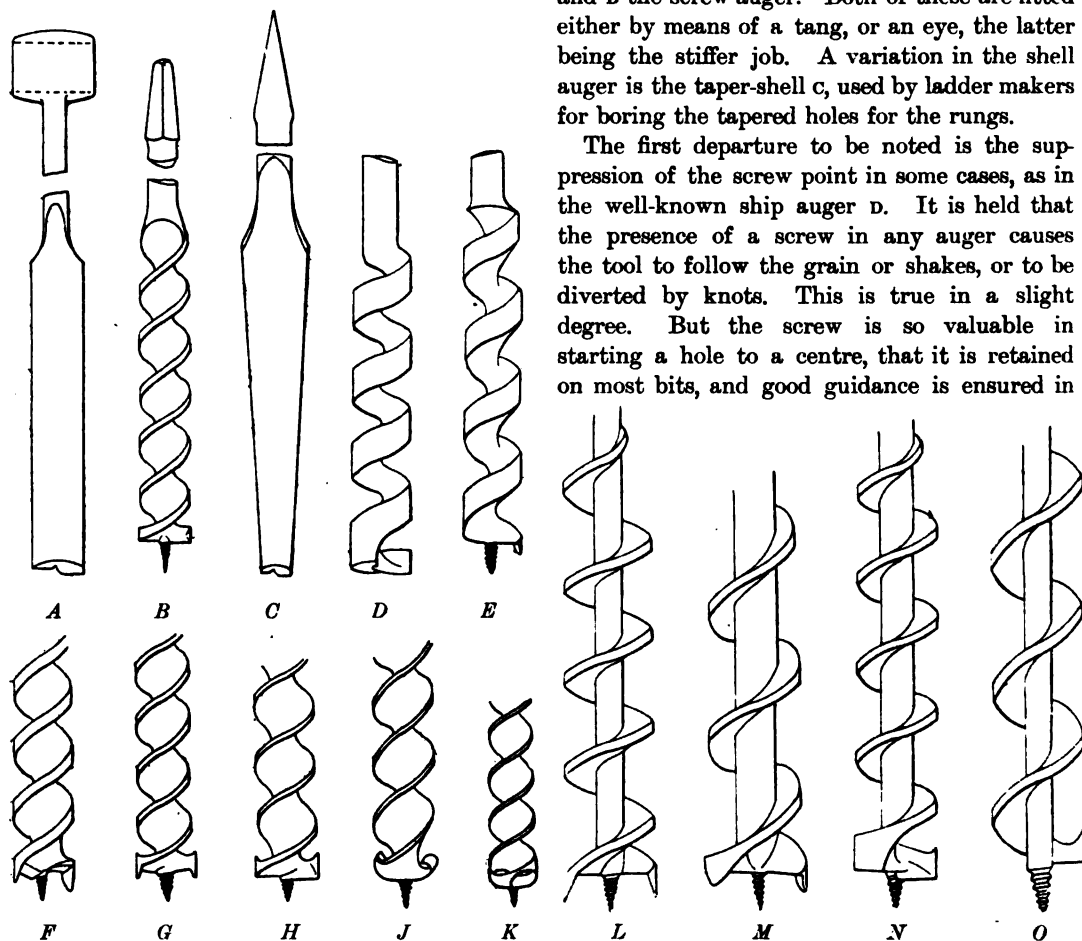 and B the screw auger. Both of these are fitted
either by means of a tang, or an eye, the latter
being the stiffer job. A variation in the shell
auger is the taper-shell C, used by ladder makers
for boring the tapered holes for the rungs.
The first departure to be noted is the sup-
pression of the screw point in some cases, as in
the well-known ship auger D. It is held that
the presence of a screw in any auger causes
the tool to follow the grain or shakes, or to be
diverted by knots. This is true in a slight
degree. But the screw is so valuable in
starting a hole to a centre, that it is retained
on most bits, and good guidance is ensured in
A B C D E
F G H J K L M N O